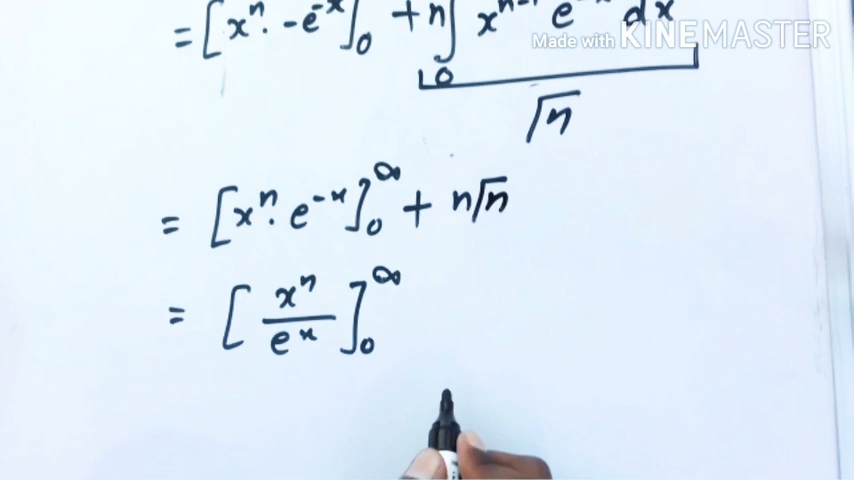 = [xⁿ. -e⁻ˣ]₀ + n∫₀ xⁿ⁻¹ e⁻ˣ dx
Made with KINEMASTER
Γn
= [xⁿ. e⁻ˣ]₀^∞ + nΓn
= [xⁿ/eˣ]₀^∞